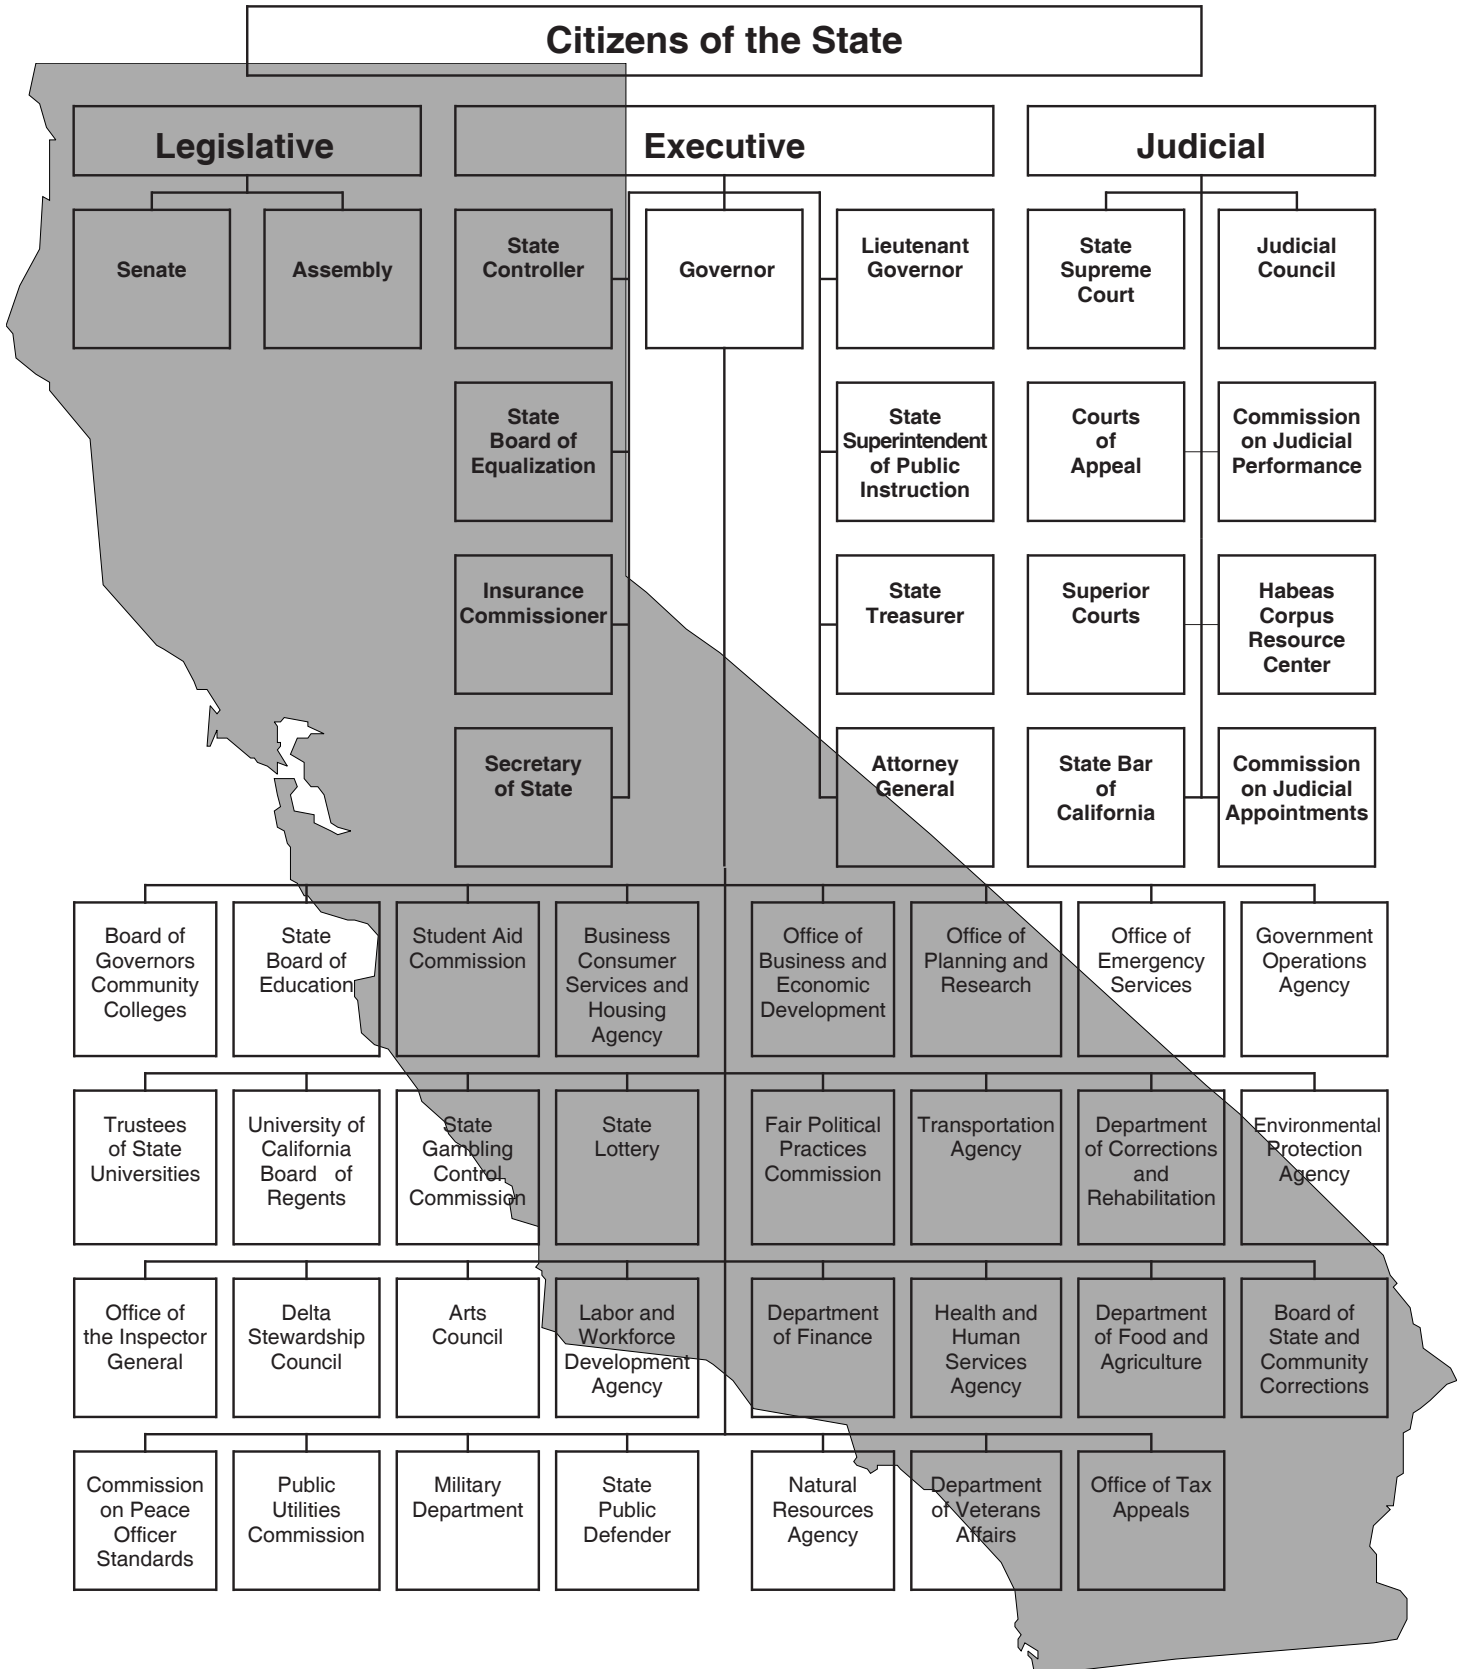 Citizens of the State
Legislative
Executive
Judicial
Senate
Assembly
State
Controller
Governor
Lieutenant
Governor
State
Supreme
Court
Judicial
Council
State
Board of
Equalization
State
Superintendent
of Public
Instruction
Courts
of
Appeal
Commission
on Judicial
Performance
Insurance
Commissioner
State
Treasurer
Superior
Courts
Habeas
Corpus
Resource
Center
Secretary
of State
Attorney
General
State Bar
of
California
Commission
on Judicial
Appointments
Board of
Governors
Community
Colleges
State
Board of
Education
Student Aid
Commission
Business
Consumer
Services and
Housing
Agency
Office of
Business and
Economic
Development
Office of
Planning and
Research
Office of
Emergency
Services
Government
Operations
Agency
Trustees
of State
Universities
University of
California
Board of
Regents
State
Gambling
Control
Commission
State
Lottery
Fair Political
Practices
Commission
Transportation
Agency
Department
of Corrections
and
Rehabilitation
Environmental
Protection
Agency
Office of
the Inspector
General
Delta
Stewardship
Council
Arts
Council
Labor and
Workforce
Development
Agency
Department
of Finance
Health and
Human
Services
Agency
Department
of Food and
Agriculture
Board of
State and
Community
Corrections
Commission
on Peace
Officer
Standards
Public
Utilities
Commission
Military
Department
State
Public
Defender
Natural
Resources
Agency
Department
of Veterans
Affairs
Office of Tax
Appeals